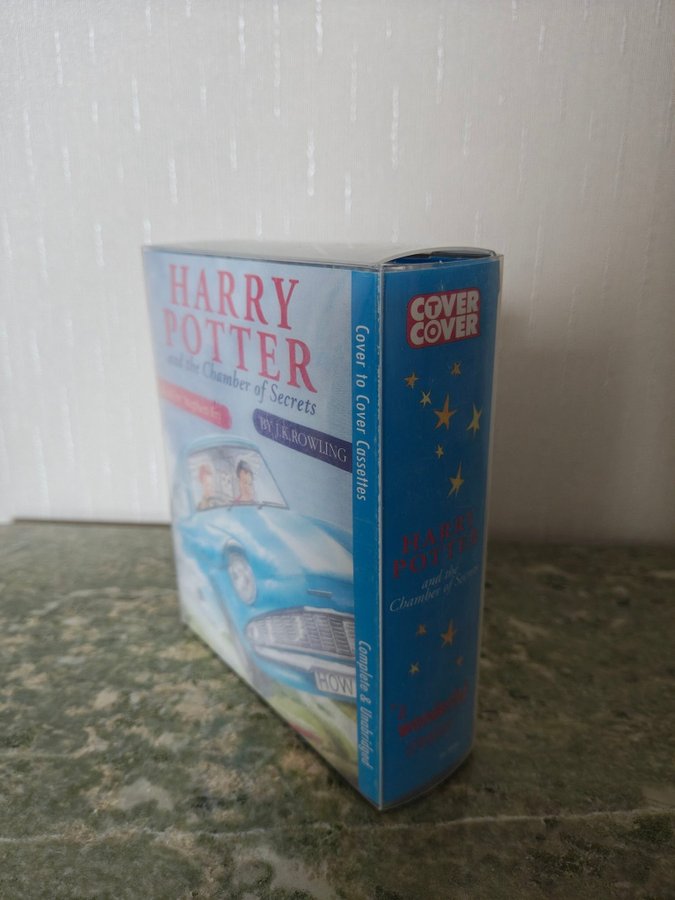 HARRY
POTTER
and the Chamber of Secrets
BY J.K.ROWLING
HOW
Cover to Cover Cassettes
Complete & Unabridged
COVER
TO
COVER
HARRY
POTTER
and the
Chamber of Secrets